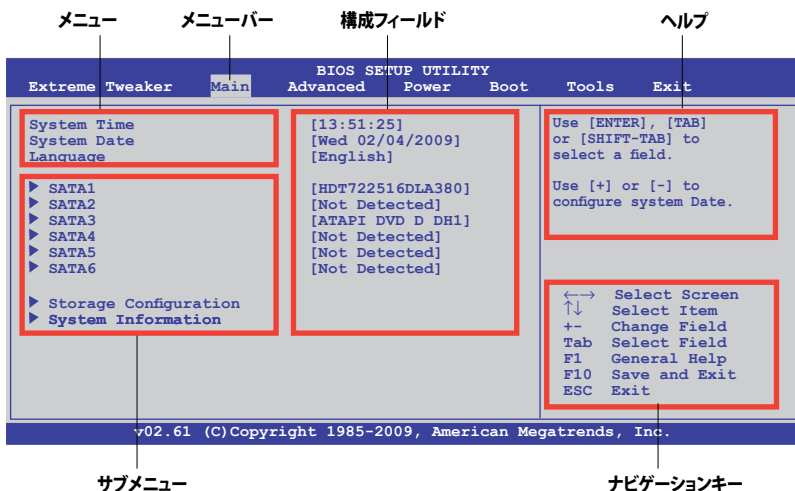 メニュー メニューバー 構成フィールド ヘルプ
BIOS SETUP UTILITY
Extreme Tweaker Main Advanced Power Boot Tools Exit
System Time [13:51:25]
System Date [Wed 02/04/2009]
Language [English]
SATA1 [HDT722516DLA380]
SATA2 [Not Detected]
SATA3 [ATAPI DVD D DH1]
SATA4 [Not Detected]
SATA5 [Not Detected]
SATA6 [Not Detected]
Storage Configuration
System Information
Use [ENTER], [TAB]
or [SHIFT-TAB] to
select a field.
Use [+] or [-] to
configure system Date.
←→ Select Screen
↑↓ Select Item
+- Change Field
Tab Select Field
F1 General Help
F10 Save and Exit
ESC Exit
v02.61 (C)Copyright 1985-2009, American Megatrends, Inc.
サブメニュー ナビゲーションキー